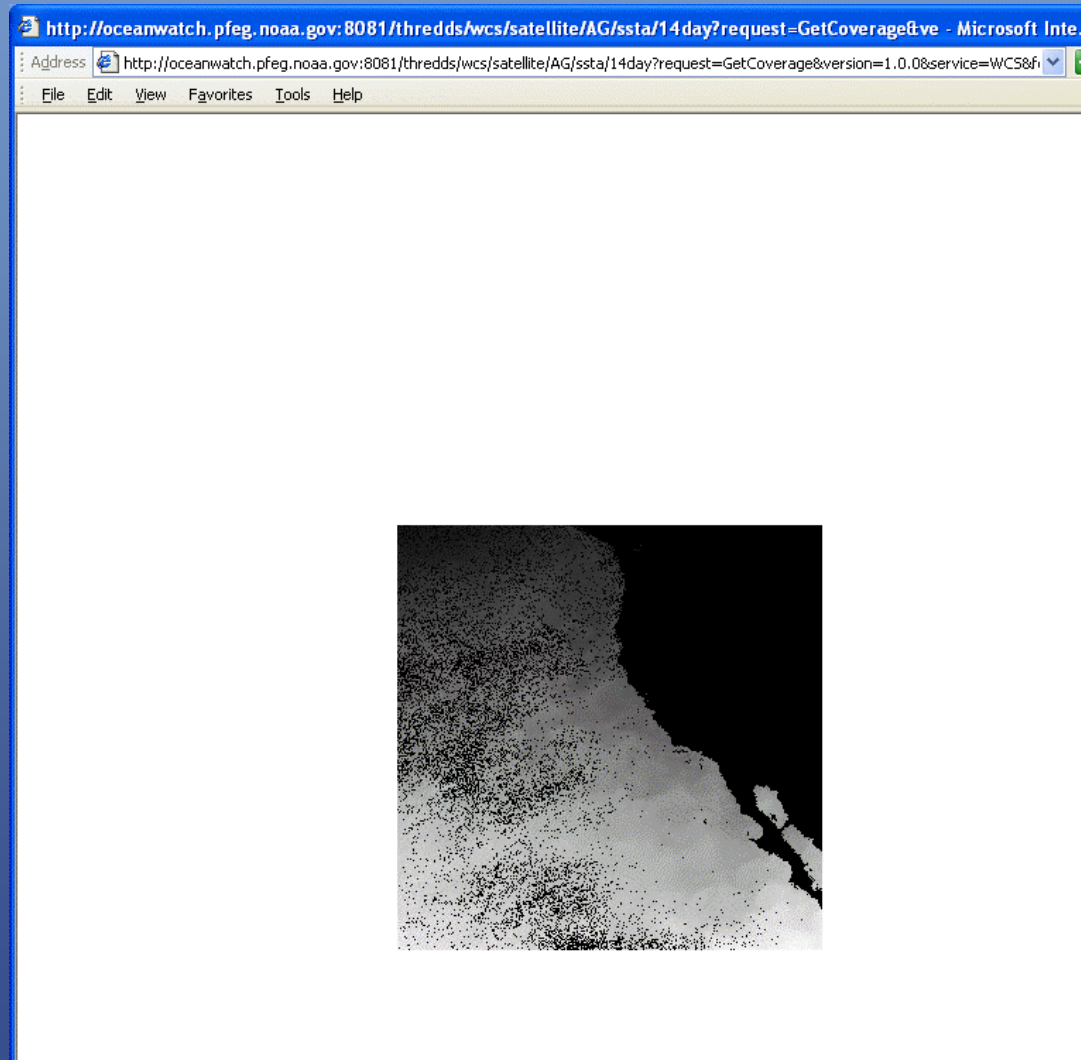 http://oceanwatch.pfeg.noaa.gov:8081/thredds/wcs/satellite/AG/ssta/14day?request=GetCoverage&ve - Microsoft Inte.
Address http://oceanwatch.pfeg.noaa.gov:8081/thredds/wcs/satellite/AG/ssta/14day?request=GetCoverage&version=1.0.0&service=WCS&f
File Edit View Favorites Tools Help